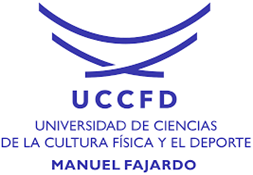 UCCFD
UNIVERSIDAD DE CIENCIAS
DE LA CULTURA FÍSICA Y EL DEPORTE
MANUEL FAJARDO